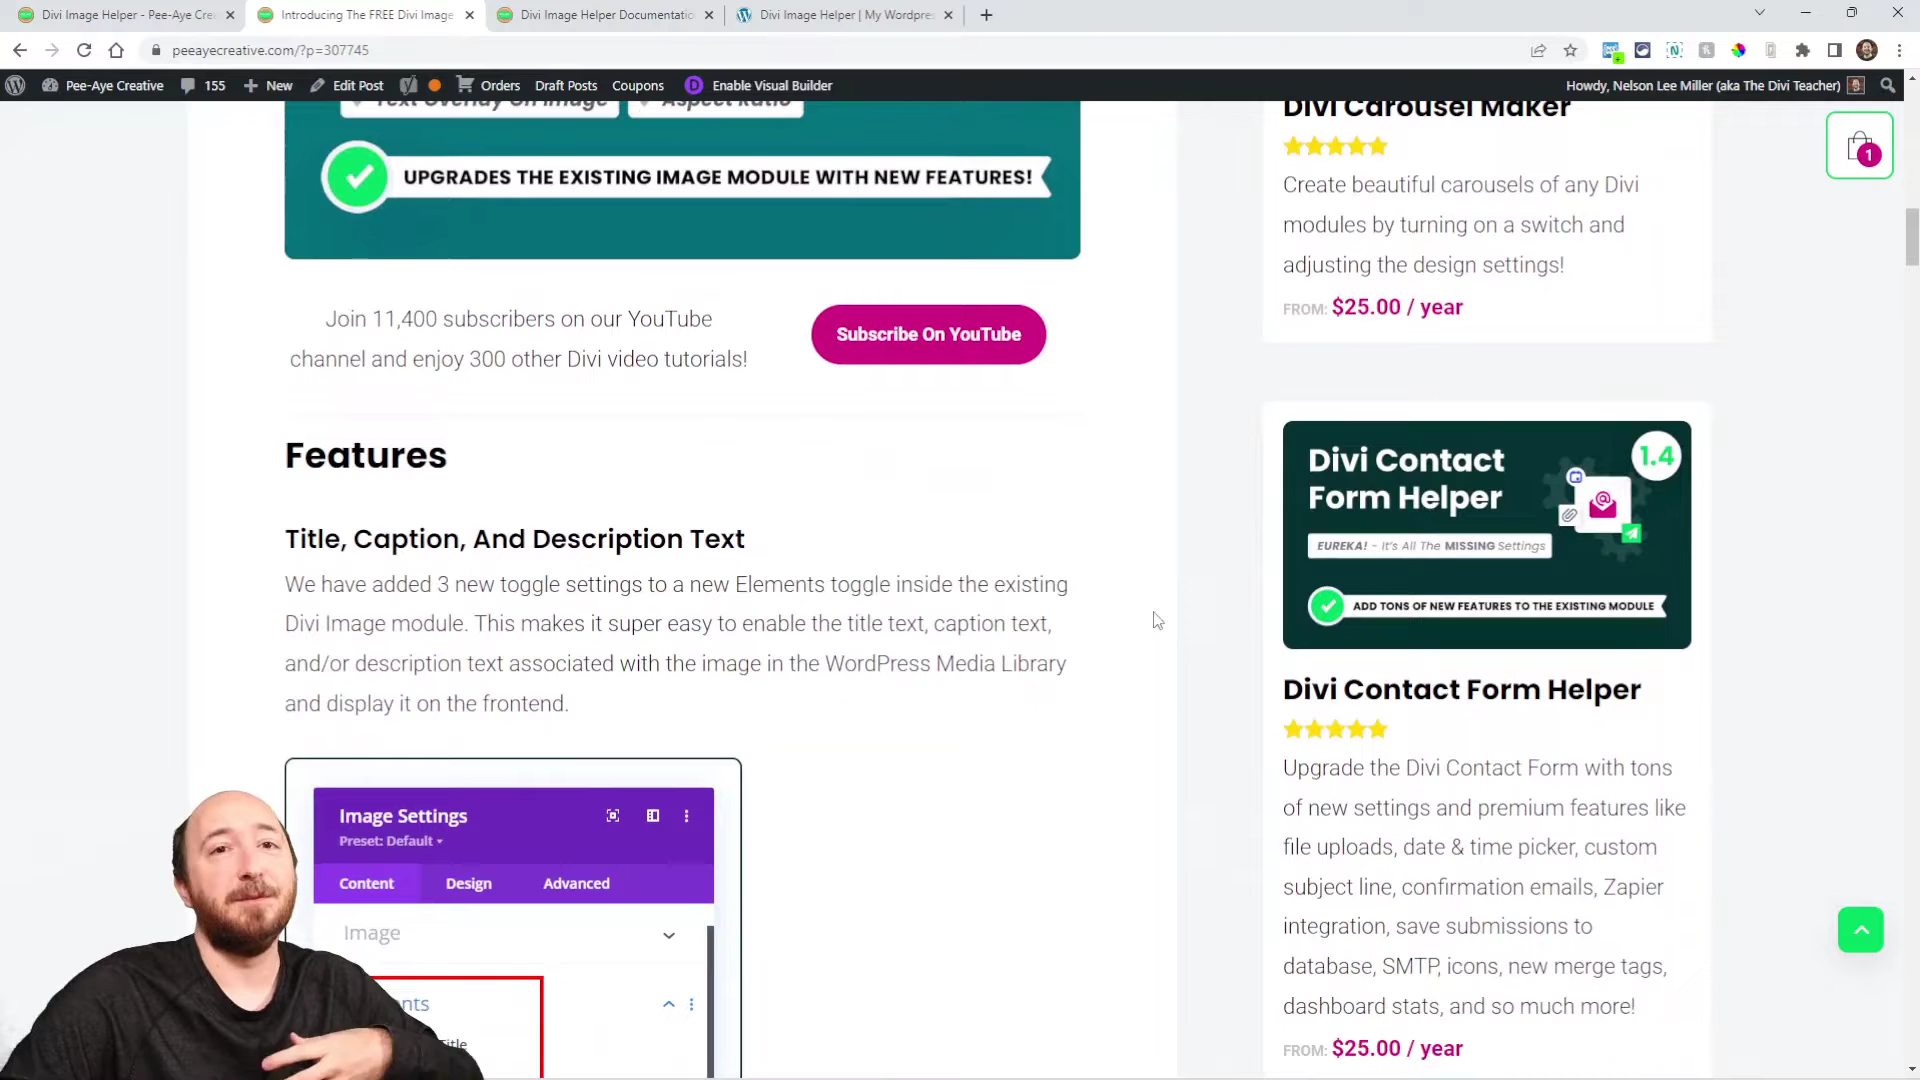 Divi Image Helper - Pee-Aye Cre
Introducing The FREE Divi Image
Divi Image Helper Documentatio
Divi Image Helper | My Wordpres
peeayecreative.com/?p=307745
Pee-Aye Creative
155
New
Edit Post
Orders
Draft Posts
Coupons
D
Enable Visual Builder
Howdy, Nelson Lee Miller (aka The Divi Teacher)
Text Overlay On Image
Aspect Ratio
UPGRADES THE EXISTING IMAGE MODULE WITH NEW FEATURES!
Join 11,400 subscribers on our YouTube
channel and enjoy 300 other Divi video tutorials!
Subscribe On YouTube
Features
Title, Caption, And Description Text
We have added 3 new toggle settings to a new Elements toggle inside the existing
Divi Image module. This makes it super easy to enable the title text, caption text,
and/or description text associated with the image in the WordPress Media Library
and display it on the frontend.
Image Settings
Preset: Default
Content
Design
Advanced
Image
nts
Title
Divi Carousel Maker
Create beautiful carousels of any Divi
modules by turning on a switch and
adjusting the design settings!
FROM: $25.00 / year
1
Divi Contact
Form Helper
1.4
EUREKA! - It's All The MISSING Settings
ADD TONS OF NEW FEATURES TO THE EXISTING MODULE
Divi Contact Form Helper
Upgrade the Divi Contact Form with tons
of new settings and premium features like
file uploads, date & time picker, custom
subject line, confirmation emails, Zapier
integration, save submissions to
database, SMTP, icons, new merge tags,
dashboard stats, and so much more!
FROM: $25.00 / year